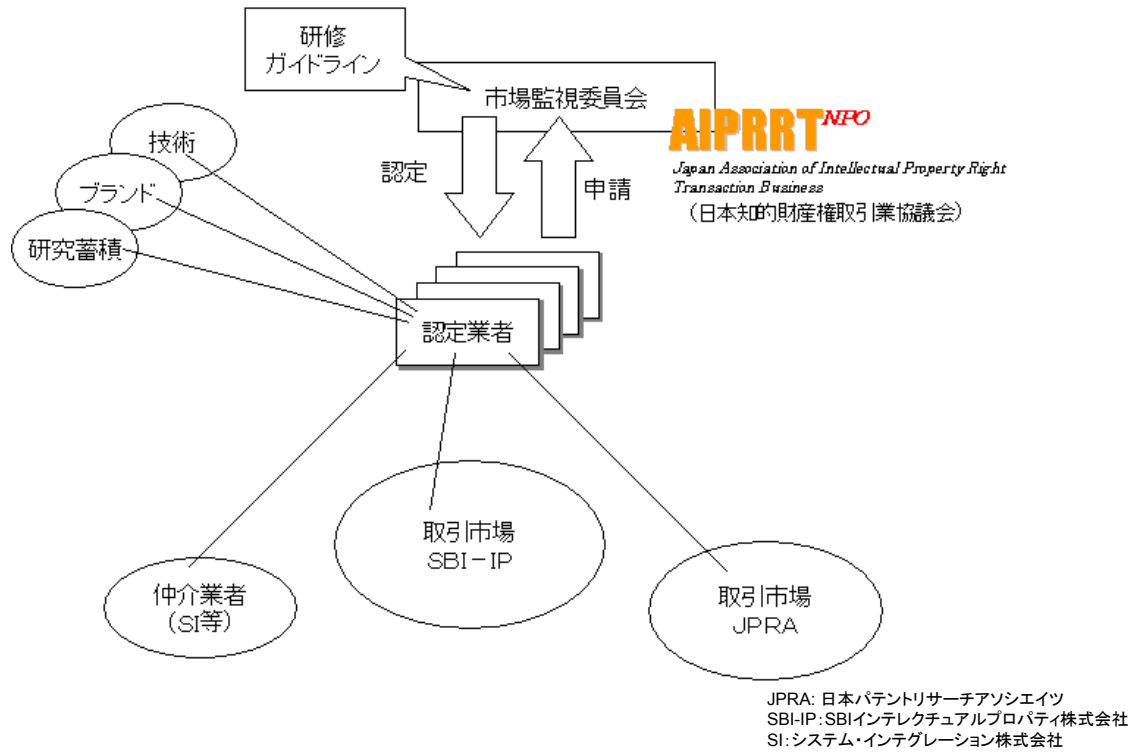 研修
ガイドライン
市場監視委員会
AIPRRT NPO
Japan Association of Intellectual Property Right
Transaction Business
（日本知的財産権取引業協議会）
技術
ブランド
研究蓄積
認定
申請
認定業者
取引市場
SBI－IP
仲介業者
（SI等）
取引市場
JPRA
JPRA: 日本パテントリサーチアソシエイツ
SBI-IP：SBIインテレクチュアルプロパティ株式会社
SI：システム・インテグレーション株式会社